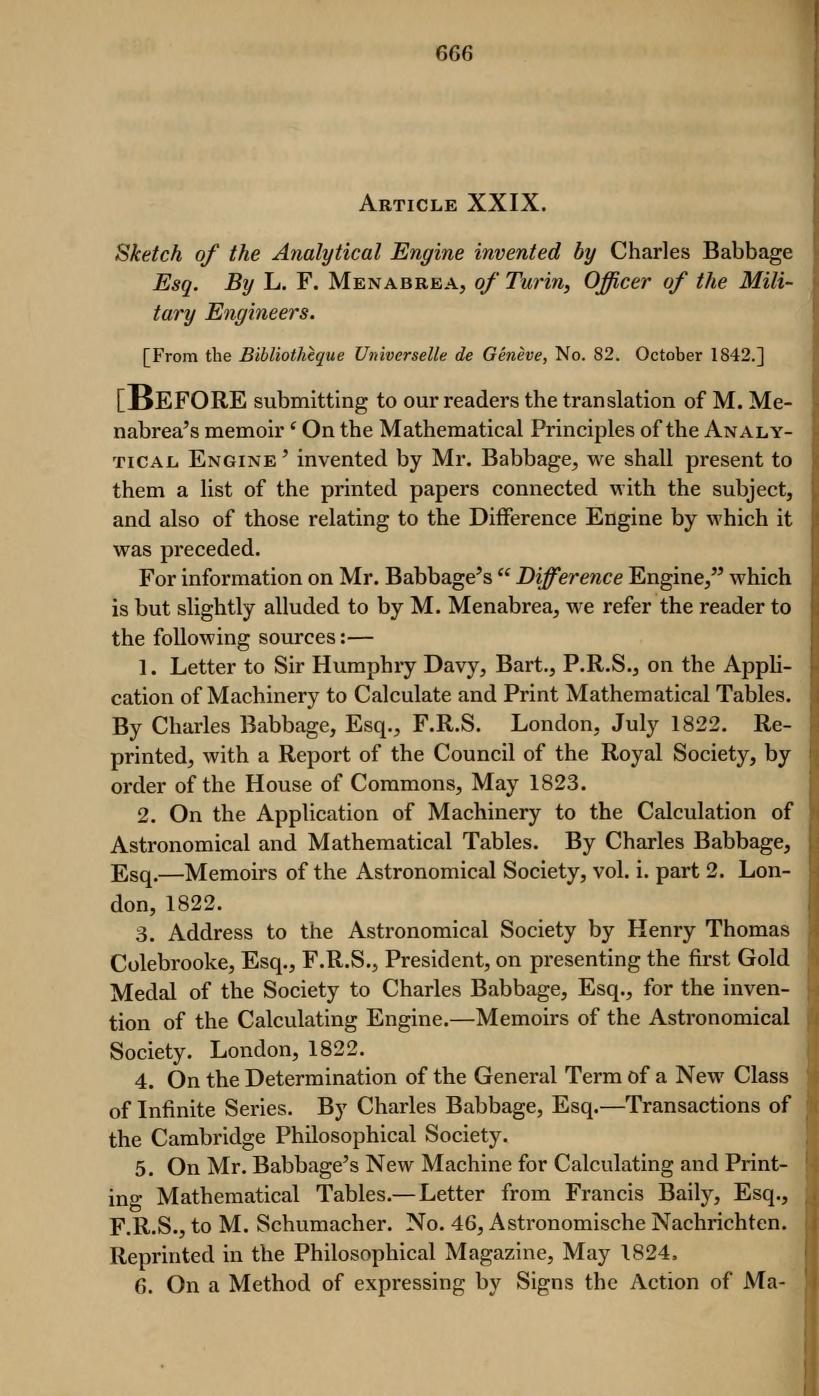 666
ARTICLE XXIX.
Sketch of the Analytical Engine invented by Charles Babbage
Esq. By L. F. MENABREA, of Turin, Officer of the Mili-
tary Engineers.
[From the Bibliothèque Universelle de Génève, No. 82. October 1842.]
[BEFORE submitting to our readers the translation of M. Me-
nabrea's memoir ‘ On the Mathematical Principles of the ANALY-
TICAL ENGINE ’ invented by Mr. Babbage, we shall present to
them a list of the printed papers connected with the subject,
and also of those relating to the Difference Engine by which it
was preceded.
For information on Mr. Babbage's “ Difference Engine,” which
is but slightly alluded to by M. Menabrea, we refer the reader to
the following sources:—
1. Letter to Sir Humphry Davy, Bart., P.R.S., on the Appli-
cation of Machinery to Calculate and Print Mathematical Tables.
By Charles Babbage, Esq., F.R.S. London, July 1822. Re-
printed, with a Report of the Council of the Royal Society, by
order of the House of Commons, May 1823.
2. On the Application of Machinery to the Calculation of
Astronomical and Mathematical Tables. By Charles Babbage,
Esq.—Memoirs of the Astronomical Society, vol. i. part 2. Lon-
don, 1822.
3. Address to the Astronomical Society by Henry Thomas
Colebrooke, Esq., F.R.S., President, on presenting the first Gold
Medal of the Society to Charles Babbage, Esq., for the inven-
tion of the Calculating Engine.—Memoirs of the Astronomical
Society. London, 1822.
4. On the Determination of the General Term of a New Class
of Infinite Series. By Charles Babbage, Esq.—Transactions of
the Cambridge Philosophical Society.
5. On Mr. Babbage's New Machine for Calculating and Print-
ing Mathematical Tables.—Letter from Francis Baily, Esq.,
F.R.S., to M. Schumacher. No. 46, Astronomische Nachrichten.
Reprinted in the Philosophical Magazine, May 1824.
6. On a Method of expressing by Signs the Action of Ma-